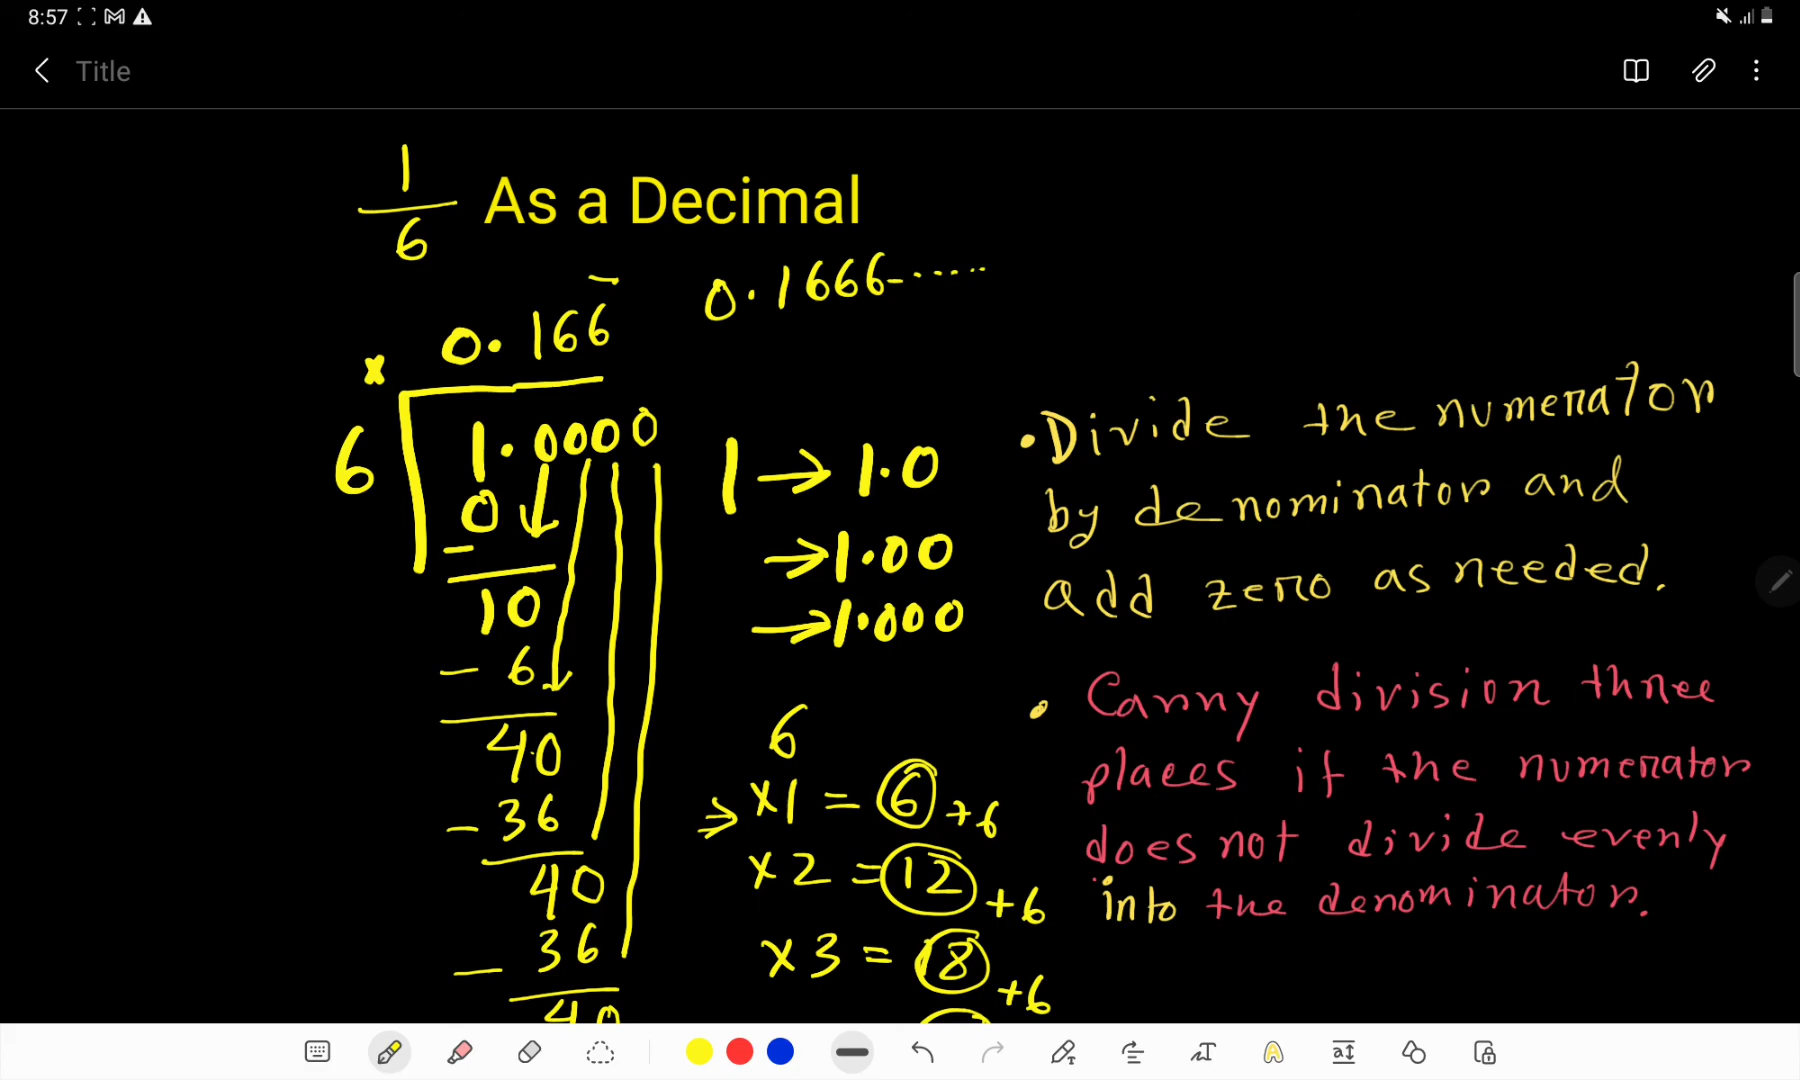 8:57
Title
1
6
As a Decimal
0.1666-......
0.166
x
6
1.0000
0
10
- 6
40
- 36
40
- 36
40
1 → 1.0
→ 1.00
→ 1.000
6
⇒ x1 = 6 +6
x2 = 12 +6
x3 = 18 +6
• Divide the numerator
by denominator and
add zero as needed.
• Carry division three
places if the numerator
does not divide evenly
into the denominator.